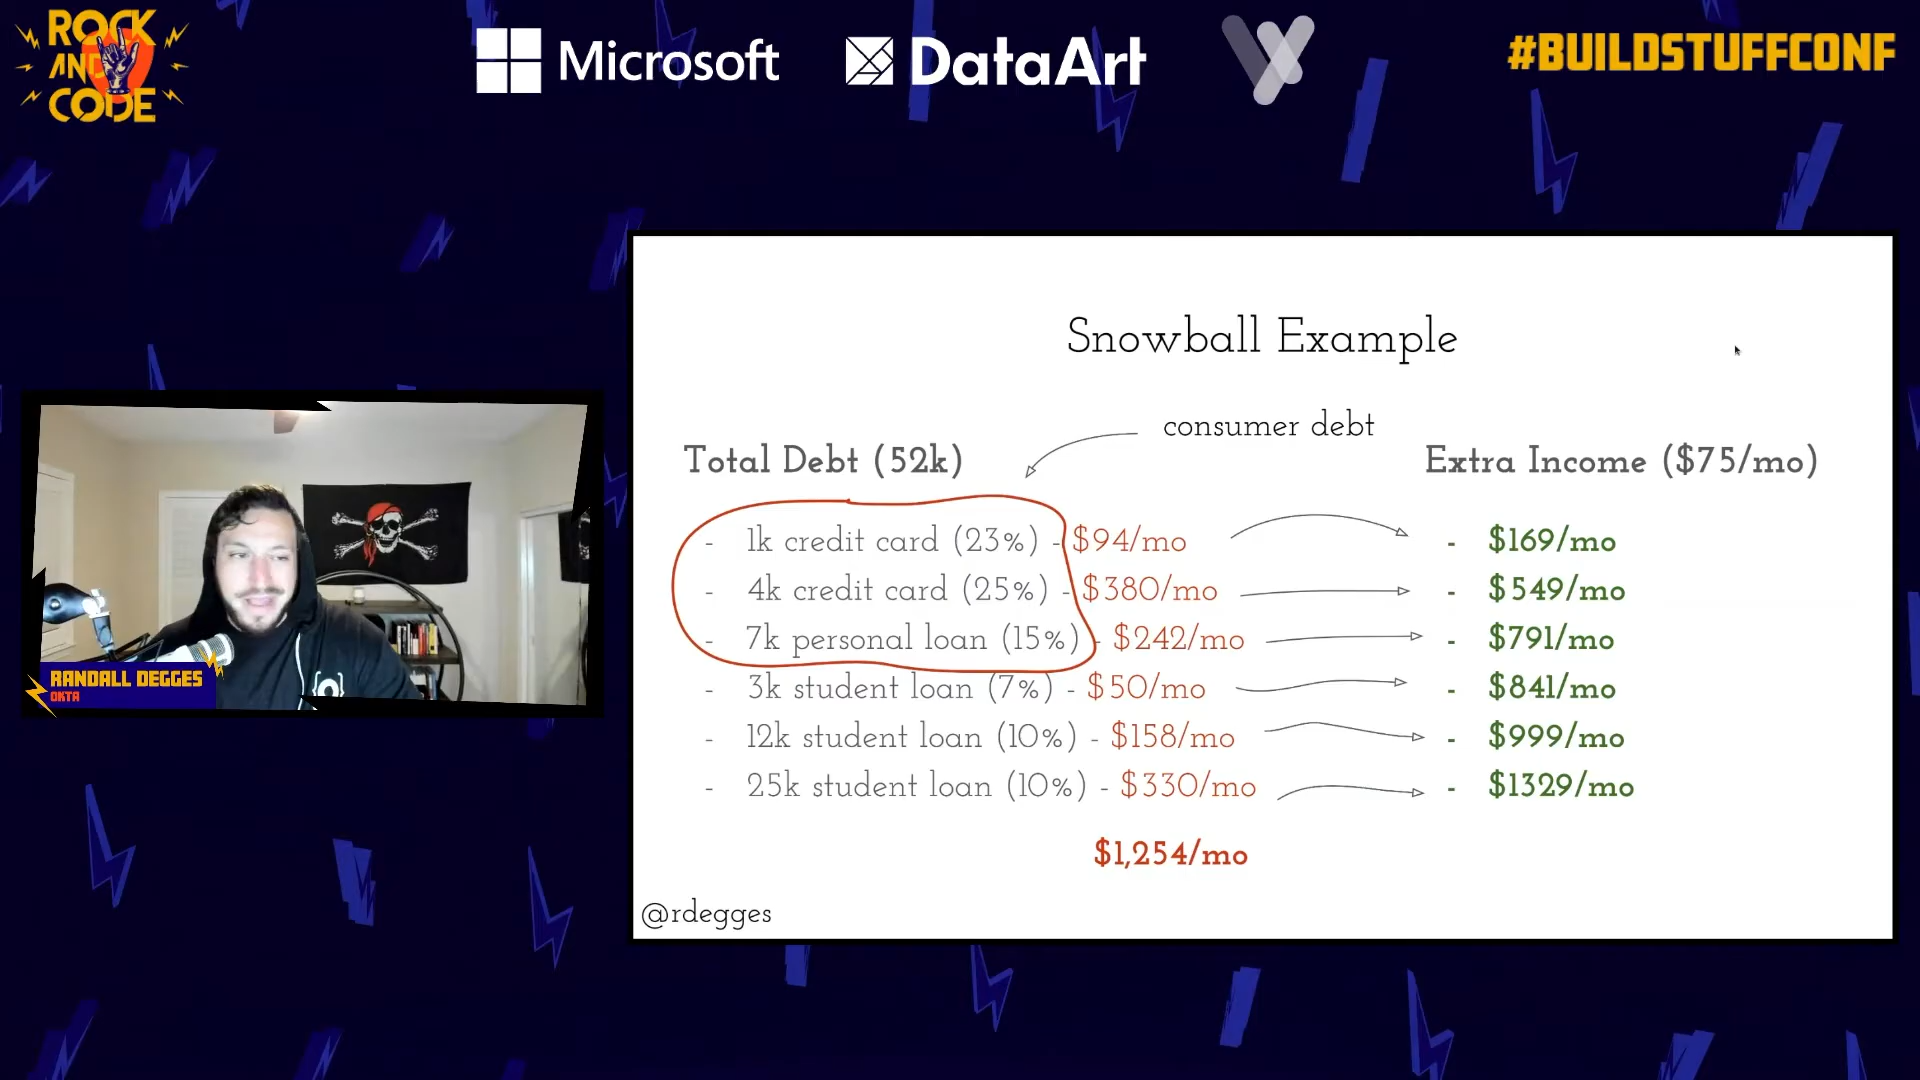 ROCK
AND
CODE
Microsoft
DataArt
#BUILDSTUFFCONF
Snowball Example
consumer debt
Total Debt (52k)
Extra Income ($75/mo)
- 1k credit card (23%) - $94/mo
- $169/mo
- 4k credit card (25%) - $380/mo
- $549/mo
- 7k personal loan (15%) - $242/mo
- $791/mo
- 3k student loan (7%) - $50/mo
- $841/mo
- 12k student loan (10%) - $158/mo
- $999/mo
- 25k student loan (10%) - $330/mo
- $1329/mo
$1,254/mo
@rdegges
RANDALL DEGGES
OKTA